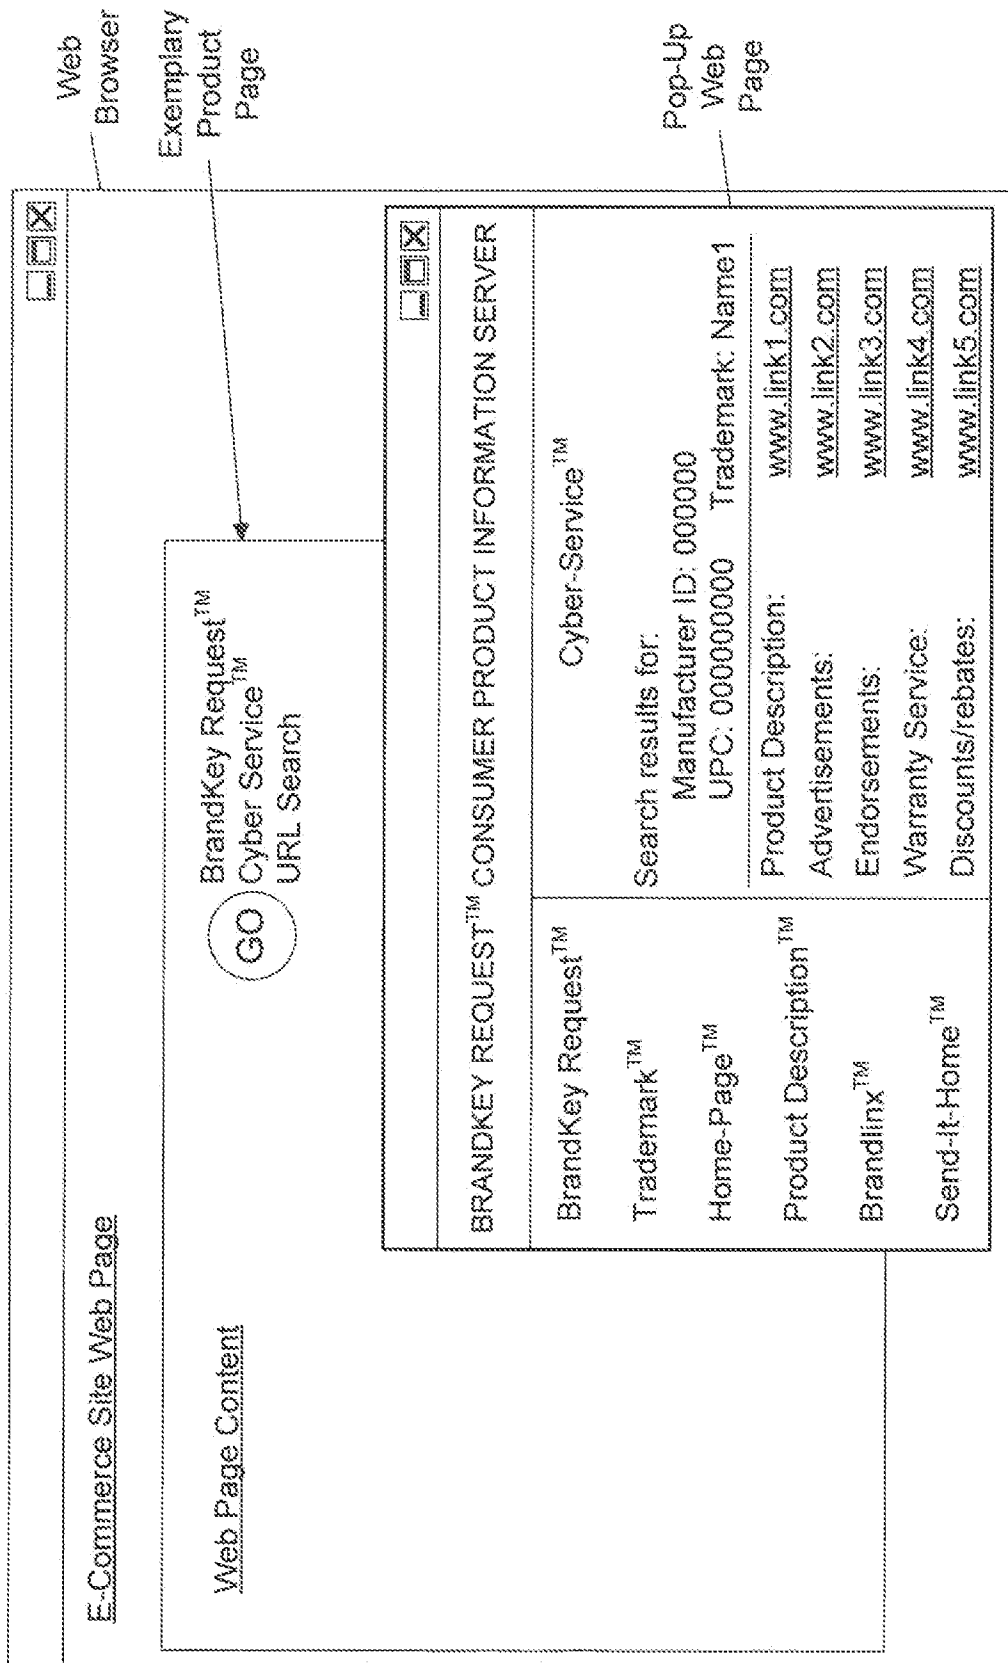 Web
Browser
Exemplary
Product
Page
E-Commerce Site Web Page
Web Page Content
GO
BrandKey Request™
Cyber Service™
URL Search
Pop-Up
Web
Page
BRANDKEY REQUEST™ CONSUMER PRODUCT INFORMATION SERVER
BrandKey Request™
Trademark™
Home-Page™
Product Description™
Brandlinx™
Send-It-Home™
Cyber-Service™
Search results for:
Manufacturer ID: 000000
UPC: 000000000 Trademark: Name1
Product Description: www.link1.com
Advertisements: www.link2.com
Endorsements: www.link3.com
Warranty Service: www.link4.com
Discounts/rebates: www.link5.com